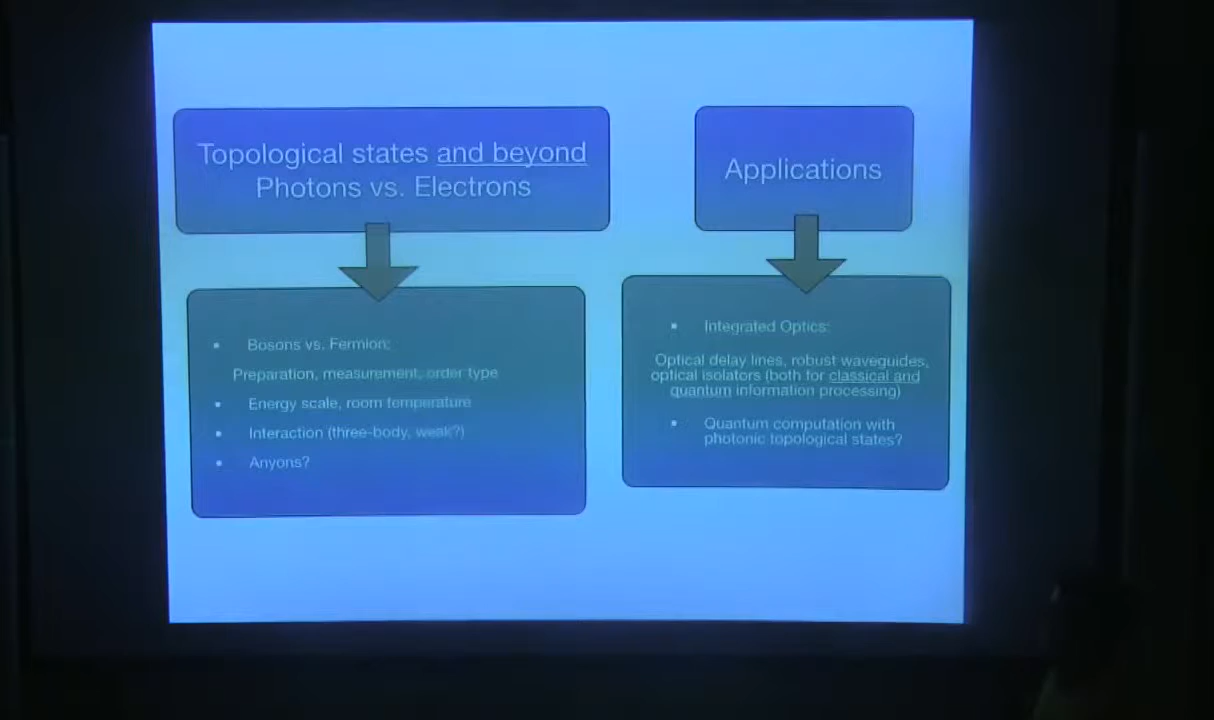 Topological states and beyond
Photons vs. Electrons
Bosons vs. Fermion:
Preparation, measurement, order type
Energy scale, room temperature
Interaction (three-body, weak?)
Anyons?
Applications
Integrated Optics:
Optical delay lines, robust waveguides,
optical isolators (both for classical and
quantum information processing)
Quantum computation with
photonic topological states?